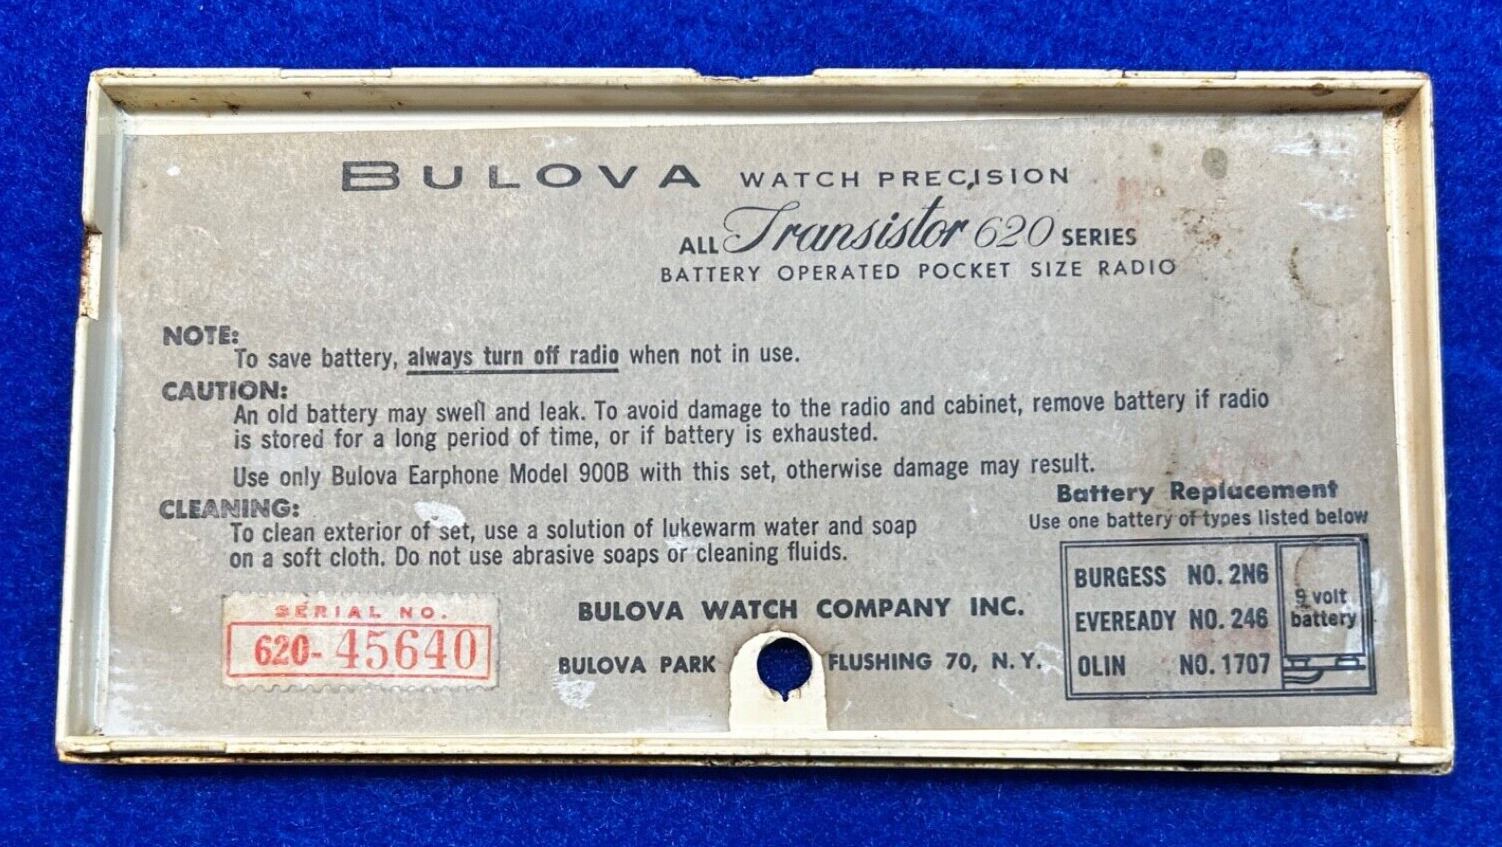 BULOVA WATCH PRECISION
ALL Transistor 620 SERIES
BATTERY OPERATED POCKET SIZE RADIO
NOTE:
To save battery, always turn off radio when not in use.
CAUTION:
An old battery may swell and leak. To avoid damage to the radio and cabinet, remove battery if radio
is stored for a long period of time, or if battery is exhausted.
Use only Bulova Earphone Model 900B with this set, otherwise damage may result.
CLEANING:
To clean exterior of set, use a solution of lukewarm water and soap
on a soft cloth. Do not use abrasive soaps or cleaning fluids.
Battery Replacement
Use one battery of types listed below
BURGESS NO. 2N6
EVEREADY NO. 246
OLIN NO. 1707
9 volt
battery
SERIAL NO.
620-45640
BULOVA WATCH COMPANY INC.
BULOVA PARK FLUSHING 70, N. Y.